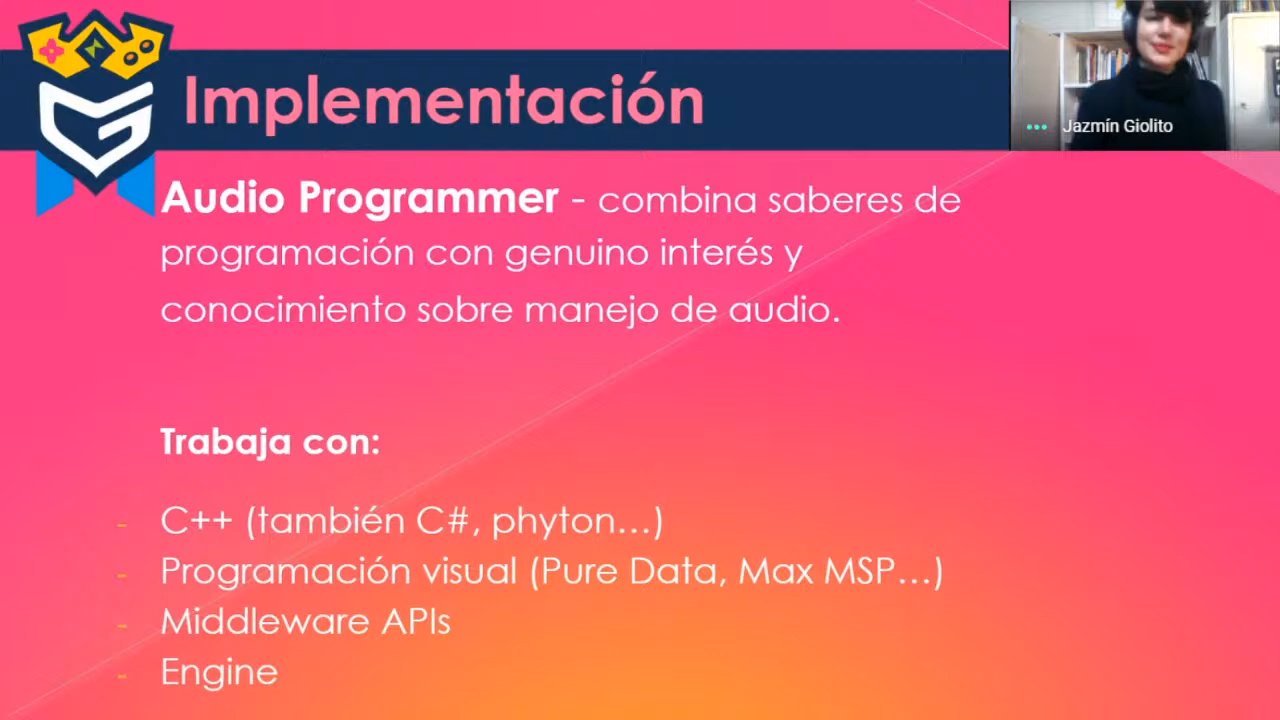 Implementación
Jazmín Giolito
Audio Programmer - combina saberes de
programación con genuino interés y
conocimiento sobre manejo de audio.
Trabaja con:
- C++ (también C#, phyton...)
- Programación visual (Pure Data, Max MSP...)
- Middleware APIs
- Engine